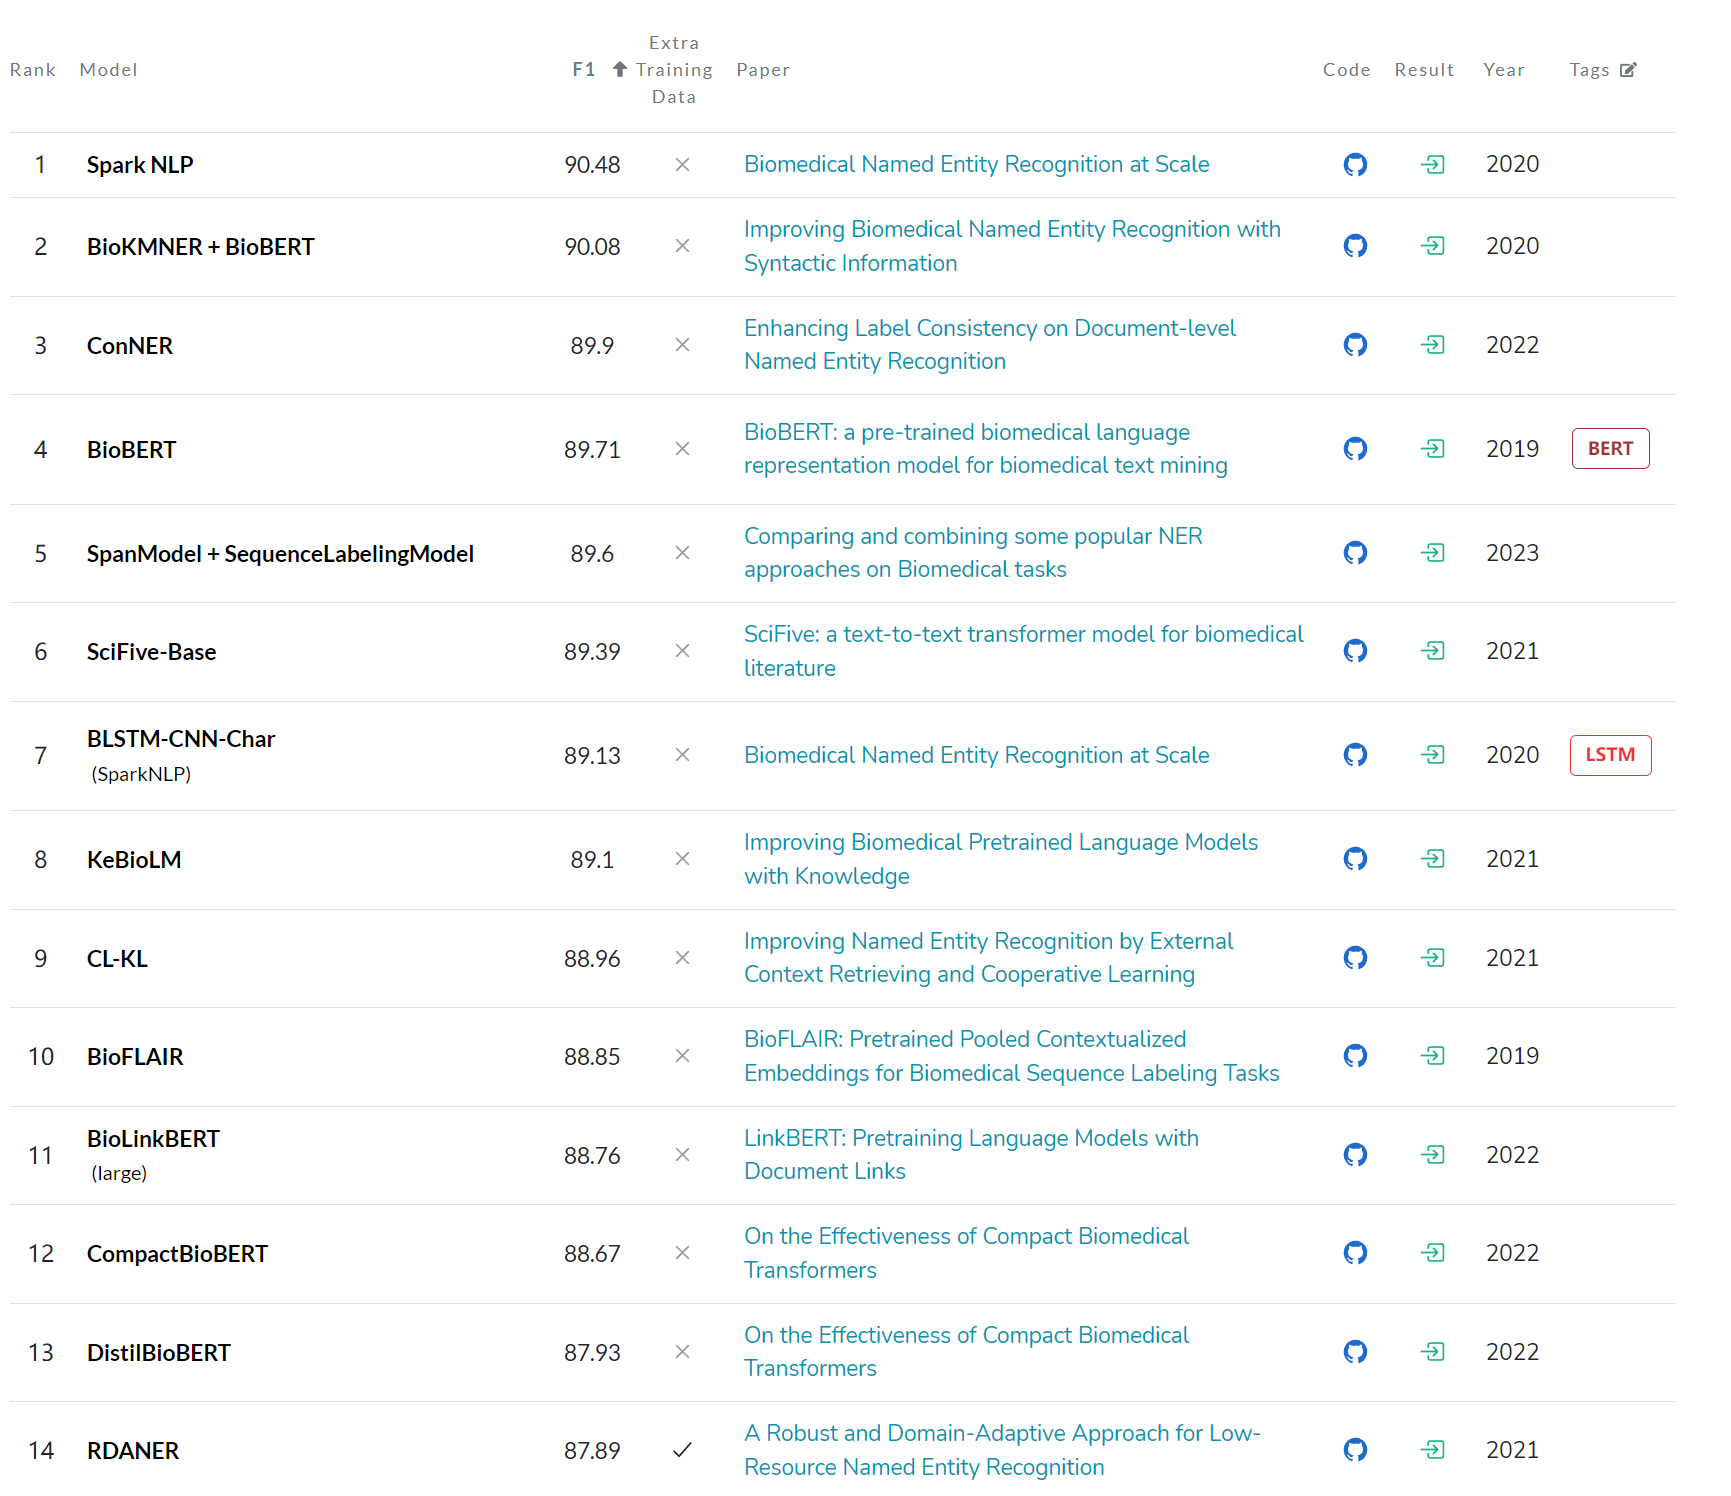 Rank Model F1 Extra Training Data Paper Code Result Year Tags
1 Spark NLP 90.48 Biomedical Named Entity Recognition at Scale 2020
2 BioKMNER + BioBERT 90.08 Improving Biomedical Named Entity Recognition with
Syntactic Information 2020
3 ConNER 89.9 Enhancing Label Consistency on Document-level
Named Entity Recognition 2022
4 BioBERT 89.71 BioBERT: a pre-trained biomedical language
representation model for biomedical text mining 2019 BERT
5 SpanModel + SequenceLabelingModel 89.6 Comparing and combining some popular NER
approaches on Biomedical tasks 2023
6 SciFive-Base 89.39 SciFive: a text-to-text transformer model for biomedical
literature 2021
7 BLSTM-CNN-Char
(SparkNLP) 89.13 Biomedical Named Entity Recognition at Scale 2020 LSTM
8 KeBioLM 89.1 Improving Biomedical Pretrained Language Models
with Knowledge 2021
9 CL-KL 88.96 Improving Named Entity Recognition by External
Context Retrieving and Cooperative Learning 2021
10 BioFLAIR 88.85 BioFLAIR: Pretrained Pooled Contextualized
Embeddings for Biomedical Sequence Labeling Tasks 2019
11 BioLinkBERT
(large) 88.76 LinkBERT: Pretraining Language Models with
Document Links 2022
12 CompactBioBERT 88.67 On the Effectiveness of Compact Biomedical
Transformers 2022
13 DistilBioBERT 87.93 On the Effectiveness of Compact Biomedical
Transformers 2022
14 RDANER 87.89 A Robust and Domain-Adaptive Approach for Low-
Resource Named Entity Recognition 2021